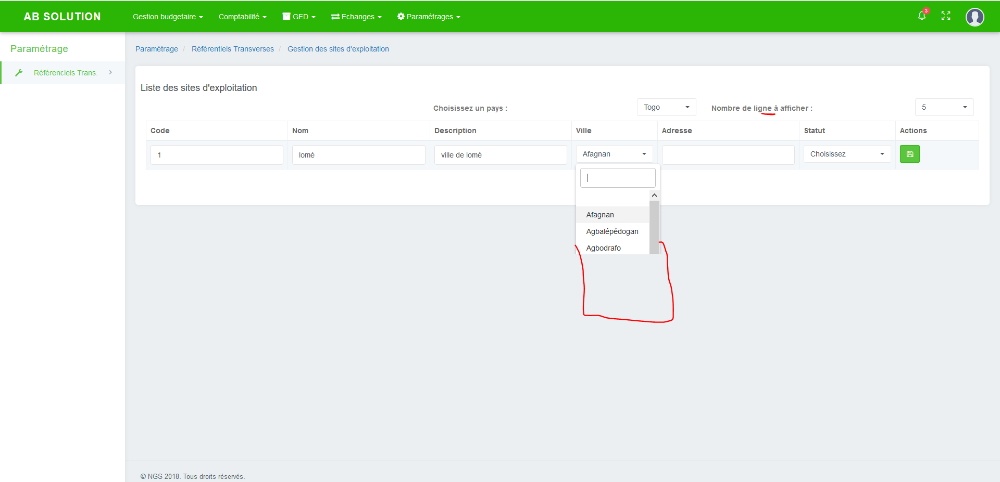 AB SOLUTION
Gestion budgetaire Comptabilité GED Echanges Paramétrages 3
Paramétrage
Référenciels Trans.
Paramétrage / Référentiels Transverses / Gestion des sites d'exploitation
Liste des sites d'exploitation
Choisissez un pays : Togo Nombre de ligne à afficher : 5
Code Nom Description Ville Adresse Statut Actions
1 lomé ville de lomé Afagnan Choisissez
Afagnan
Agbalépédogan
Agbodrafo
© NGS 2018. Tous droits réservés.